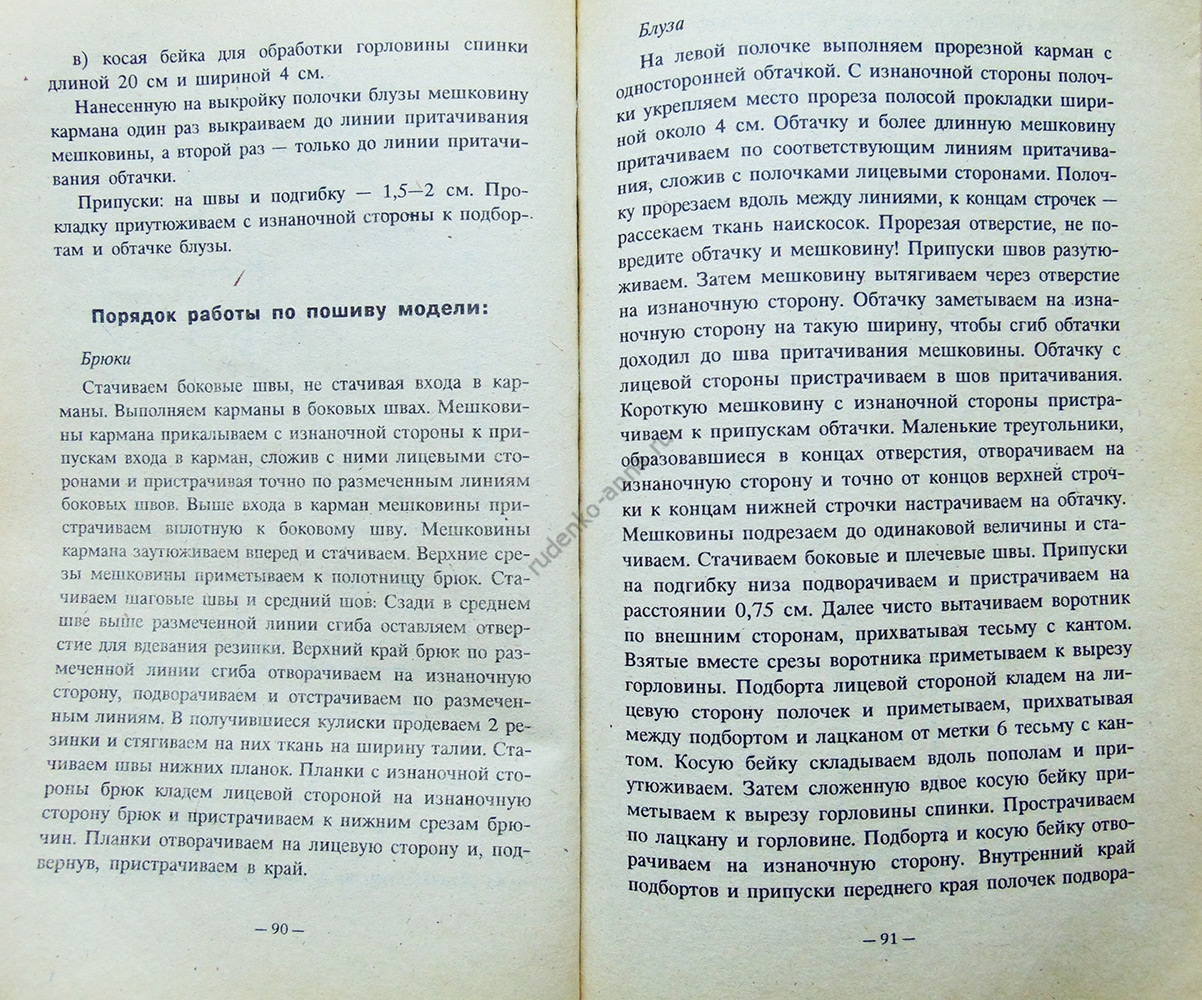 в) косая бейка для обработки горловины спинки
длиной 20 см и шириной 4 см.
Нанесенную на выкройку полочки блузы мешковину
кармана один раз выкраиваем до линии притачивания
мешковины, а второй раз — только до линии притачи-
вания обтачки.
Припуски: на швы и подгибку — 1,5—2 см. Про-
кладку приутюживаем с изнаночной стороны к подбор-
там и обтачке блузы.
Порядок работы по пошиву модели:
Брюки
Стачиваем боковые швы, не стачивая входа в кар-
маны. Выполняем карманы в боковых швах. Мешкови-
ны кармана прикалываем с изнаночной стороны к при-
пускам входа в карман, сложив с ними лицевыми сто-
ронами и пристрачивая точно по размеченным линиям
боковых швов. Выше входа в карман мешковины при-
страчиваем вплотную к боковому шву. Мешковины
кармана заутюживаем вперед и стачиваем. Верхние сре-
зы мешковины приметываем к полотнищу брюк. Ста-
чиваем шаговые швы и средний шов: Сзади в среднем
шве выше размеченной линии сгиба оставляем отвер-
стие для вдевания резинки. Верхний край брюк по раз-
меченной линии сгиба отворачиваем на изнаночную
сторону, подворачиваем и отстрачиваем по размечен-
ным линиям. В получившиеся кулиски продеваем 2 ре-
зинки и стягиваем на них ткань на ширину талии. Ста-
чиваем швы нижних планок. Планки с изнаночной сто-
роны брюк кладем лицевой стороной на изнаночную
сторону брюк и пристрачиваем к нижним срезам брю-
чин. Планки отворачиваем на лицевую сторону и, под-
вернув, пристрачиваем в край.
— 90 —
Блуза
На левой полочке выполняем прорезной карман с
односторонней обтачкой. С изнаночной стороны полоч-
ки укрепляем место прореза полосой прокладки шири-
ной около 4 см. Обтачку и более длинную мешковину
притачиваем по соответствующим линиям притачива-
ния, сложив с полочками лицевыми сторонами. Полоч-
ку прорезаем вдоль между линиями, к концам строчек —
рассекаем ткань наискосок. Прорезая отверстие, не по-
вредите обтачку и мешковину! Припуски швов разутю-
живаем. Затем мешковину вытягиваем через отверстие
на изнаночную сторону. Обтачку заметываем на изна-
ночную сторону на такую ширину, чтобы сгиб обтачки
доходил до шва притачивания мешковины. Обтачку с
лицевой стороны пристрачиваем в шов притачивания.
Короткую мешковину с изнаночной стороны пристра-
чиваем к припускам обтачки. Маленькие треугольники,
образовавшиеся в концах отверстия, отворачиваем на
изнаночную сторону и точно от концов верхней строч-
ки к концам нижней строчки настрачиваем на обтачку.
Мешковины подрезаем до одинаковой величины и ста-
чиваем. Стачиваем боковые и плечевые швы. Припуски
на подгибку низа подворачиваем и пристрачиваем на
расстоянии 0,75 см. Далее чисто вытачиваем воротник
по внешним сторонам, прихватывая тесьму с кантом.
Взятые вместе срезы воротника приметываем к вырезу
горловины. Подборта лицевой стороной кладем на ли-
цевую сторону полочек и приметываем, прихватывая
между подбортом и лацканом от метки 6 тесьму с кан-
том. Косую бейку складываем вдоль пополам и при-
утюживаем. Затем сложенную вдвое косую бейку при-
метываем к вырезу горловины спинки. Прострачиваем
по лацкану и горловине. Подборта и косую бейку отво-
рачиваем на изнаночную сторону. Внутренний край
подбортов и припуски переднего края полочек подвора-
— 91 —